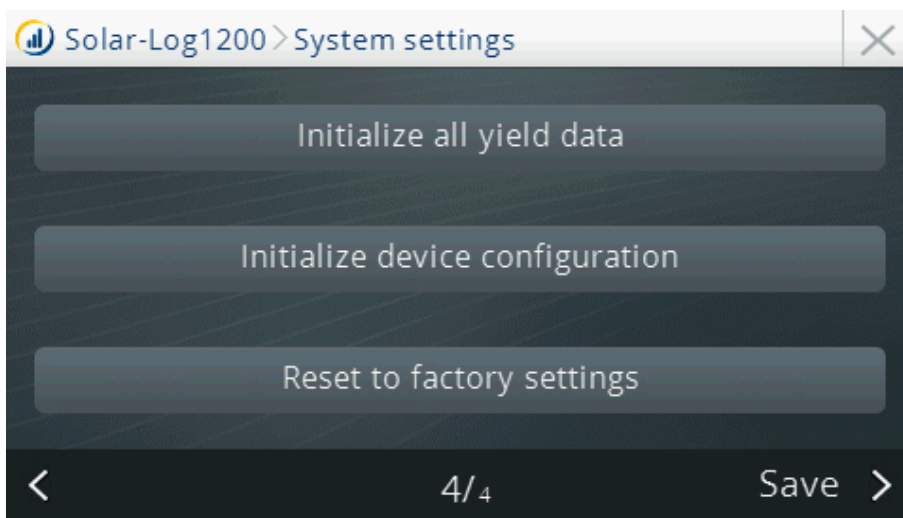 Solar-Log1200 > System settings
Initialize all yield data
Initialize device configuration
Reset to factory settings
4/4 Save